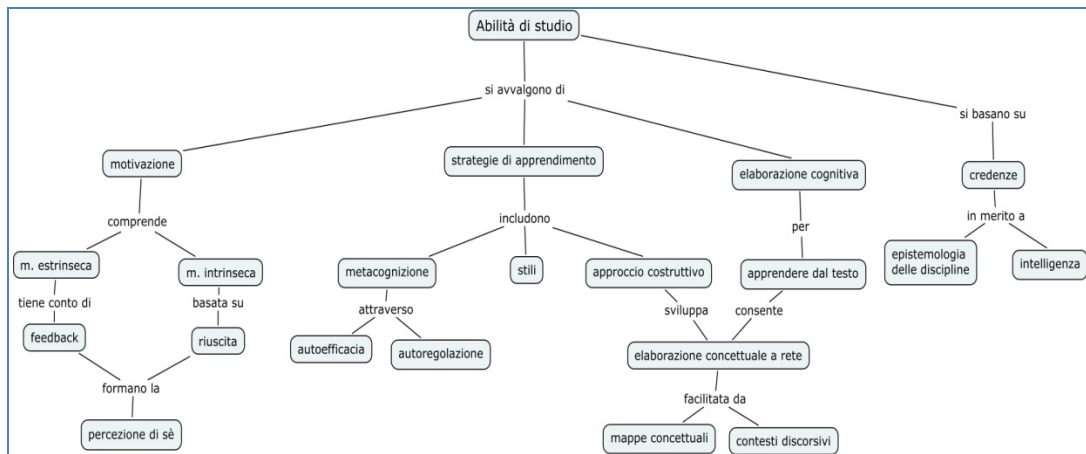 Abilità di studio
si avvalgono di
si basano su
motivazione
strategie di apprendimento
elaborazione cognitiva
credenze
comprende
includono
per
in merito a
m. estrinseca
m. intrinseca
metacognizione
stili
approccio costruttivo
apprendere dal testo
epistemologia
delle discipline
intelligenza
tiene conto di
basata su
attraverso
sviluppa
consente
feedback
riuscita
autoefficacia
autoregolazione
elaborazione concettuale a rete
formano la
facilitata da
percezione di sè
mappe concettuali
contesti discorsivi